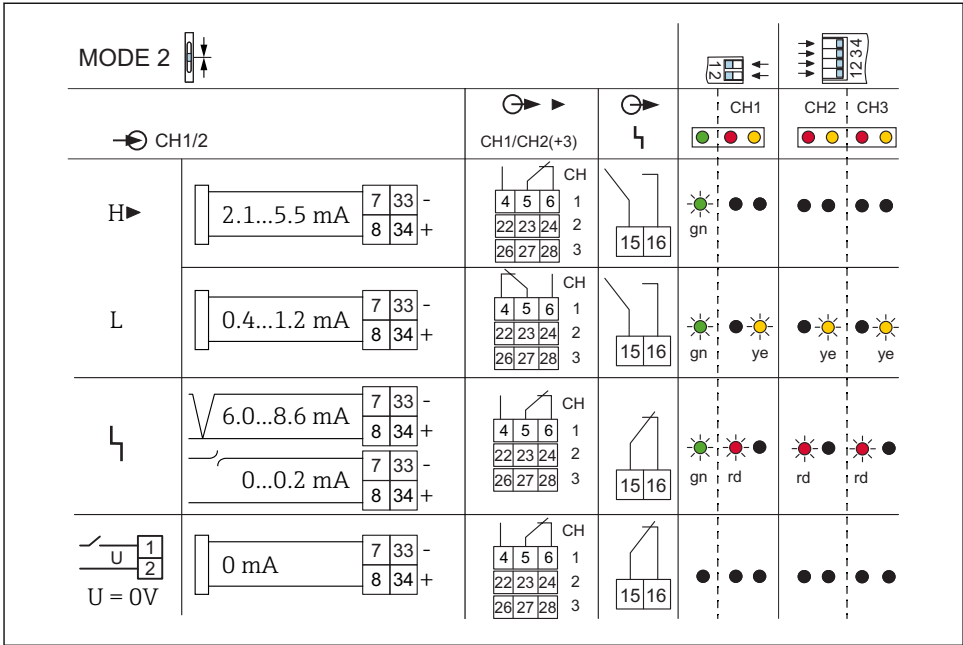 MODE 2
1 2
1 2 3 4
CH1 CH2 CH3
CH1/2
CH1/CH2(+3)
H
2.1...5.5 mA
7 33 -
8 34 +
CH
4 5 6 1
22 23 24 2
26 27 28 3
15 16
gn
L
0.4...1.2 mA
7 33 -
8 34 +
CH
4 5 6 1
22 23 24 2
26 27 28 3
15 16
gn ye ye ye
6.0...8.6 mA
7 33 -
8 34 +
0...0.2 mA
7 33 -
8 34 +
CH
4 5 6 1
22 23 24 2
26 27 28 3
15 16
gn rd rd rd
1
U
2
U = 0V
0 mA
7 33 -
8 34 +
CH
4 5 6 1
22 23 24 2
26 27 28 3
15 16